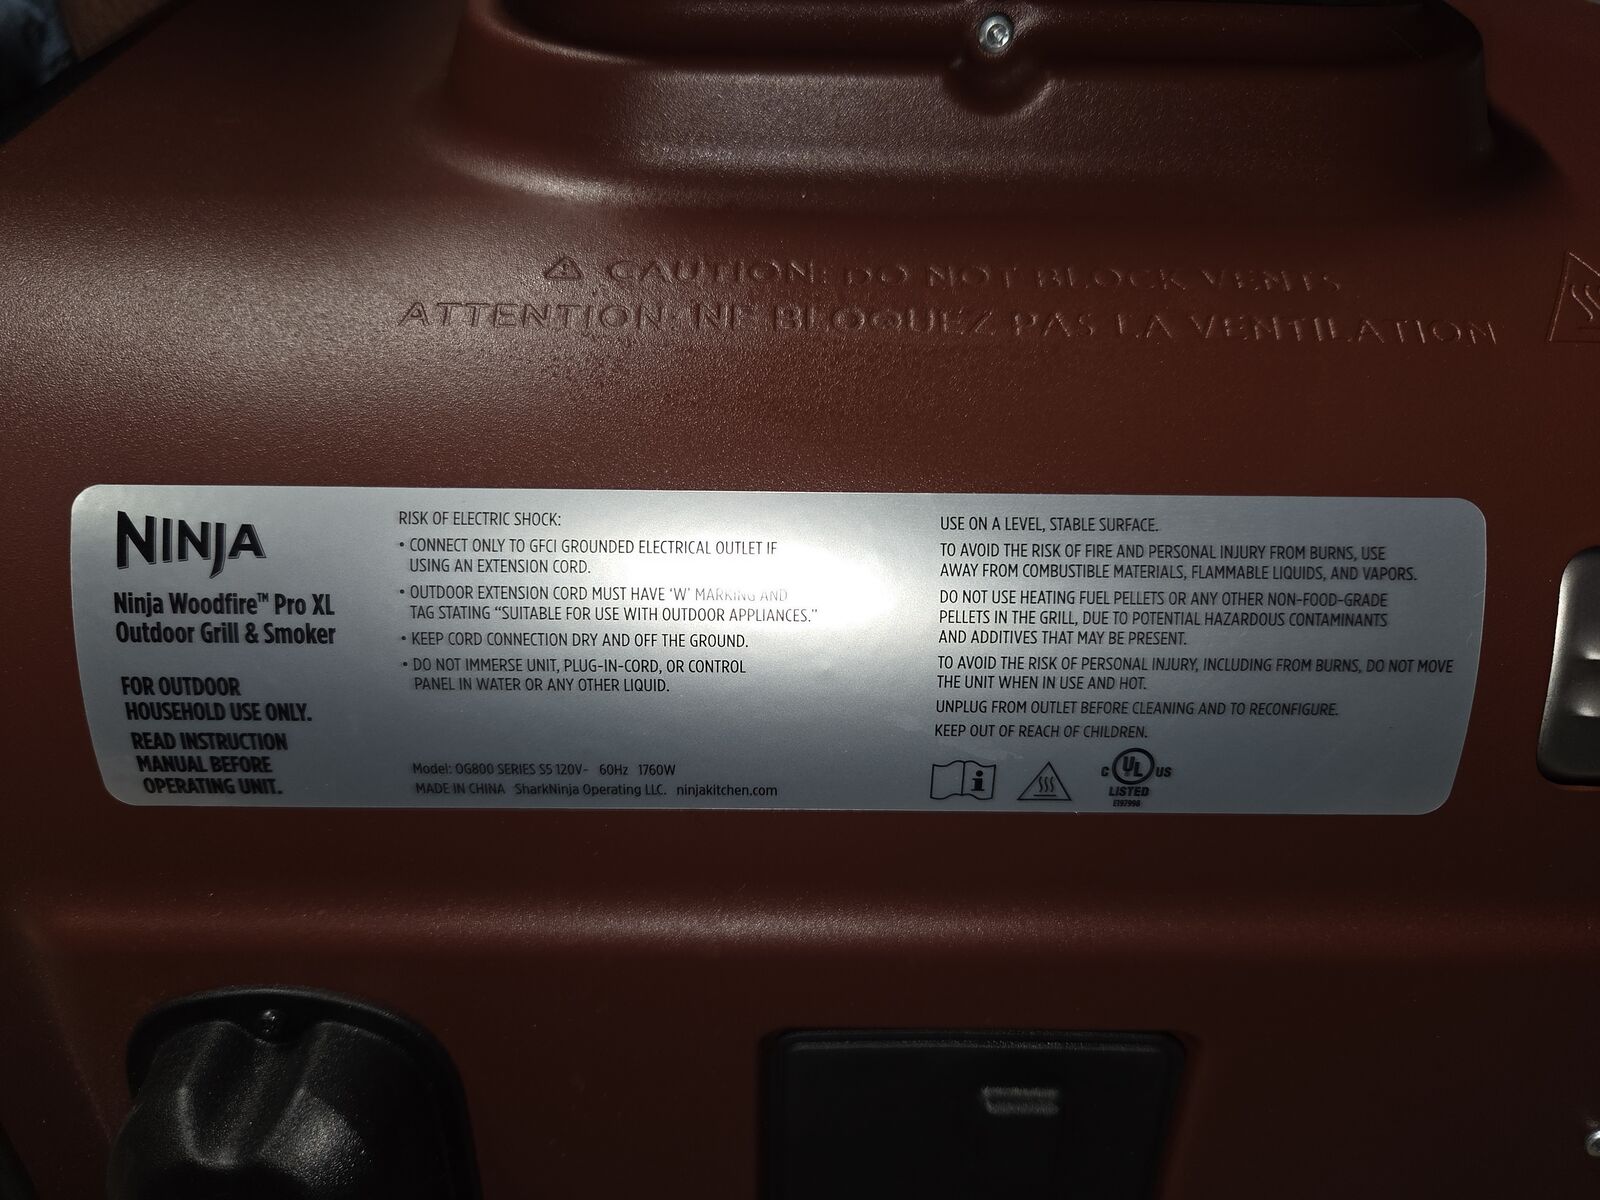 CAUTION: DO NOT BLOCK VENTS
ATTENTION: NE BLOQUEZ PAS LA VENTILATION
NINJA
Ninja Woodfire™ Pro XL
Outdoor Grill & Smoker
FOR OUTDOOR
HOUSEHOLD USE ONLY.
READ INSTRUCTION
MANUAL BEFORE
OPERATING UNIT.
RISK OF ELECTRIC SHOCK:
• CONNECT ONLY TO GFCI GROUNDED ELECTRICAL OUTLET IF
USING AN EXTENSION CORD.
• OUTDOOR EXTENSION CORD MUST HAVE 'W' MARKING AND
TAG STATING "SUITABLE FOR USE WITH OUTDOOR APPLIANCES."
• KEEP CORD CONNECTION DRY AND OFF THE GROUND.
• DO NOT IMMERSE UNIT, PLUG-IN-CORD, OR CONTROL
PANEL IN WATER OR ANY OTHER LIQUID.
Model: OG800 SERIES S5 120V~ 60Hz 1760W
MADE IN CHINA SharkNinja Operating LLC. ninjakitchen.com
USE ON A LEVEL, STABLE SURFACE.
TO AVOID THE RISK OF FIRE AND PERSONAL INJURY FROM BURNS, USE
AWAY FROM COMBUSTIBLE MATERIALS, FLAMMABLE LIQUIDS, AND VAPORS.
DO NOT USE HEATING FUEL PELLETS OR ANY OTHER NON-FOOD-GRADE
PELLETS IN THE GRILL, DUE TO POTENTIAL HAZARDOUS CONTAMINANTS
AND ADDITIVES THAT MAY BE PRESENT.
TO AVOID THE RISK OF PERSONAL INJURY, INCLUDING FROM BURNS, DO NOT MOVE
THE UNIT WHEN IN USE AND HOT.
UNPLUG FROM OUTLET BEFORE CLEANING AND TO RECONFIGURE.
KEEP OUT OF REACH OF CHILDREN.
C UL US
LISTED
E197998